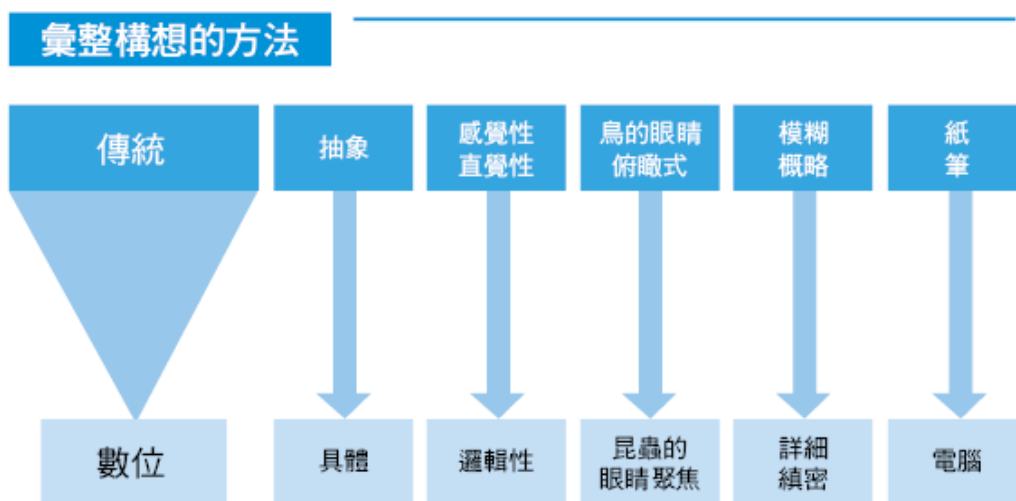 彙整構想的方法
傳統
抽象
感覺性
直覺性
鳥的眼睛
俯瞰式
模糊
概略
紙
筆
數位
具體
邏輯性
昆蟲的
眼睛聚焦
詳細
縝密
電腦